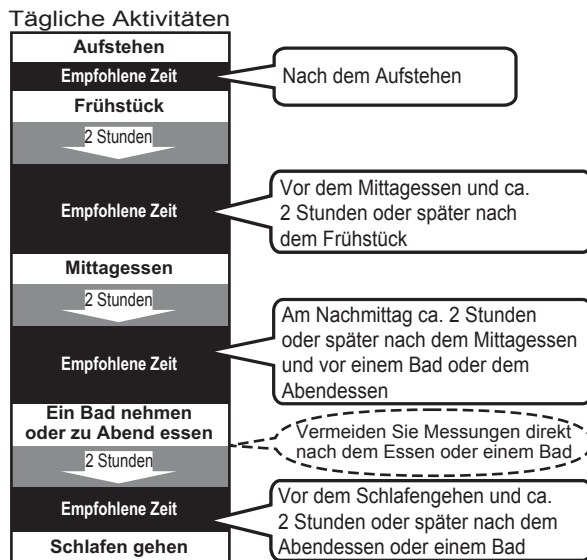 Tägliche Aktivitäten
Aufstehen
Empfohlene Zeit
Nach dem Aufstehen
Frühstück
2 Stunden
Empfohlene Zeit
Vor dem Mittagessen und ca.
2 Stunden oder später nach
dem Frühstück
Mittagessen
2 Stunden
Empfohlene Zeit
Am Nachmittag ca. 2 Stunden
oder später nach dem Mittagessen
und vor einem Bad oder dem
Abendessen
Ein Bad nehmen
oder zu Abend essen
Vermeiden Sie Messungen direkt
nach dem Essen oder einem Bad
2 Stunden
Empfohlene Zeit
Vor dem Schlafengehen und ca.
2 Stunden oder später nach dem
Abendessen oder einem Bad
Schlafen gehen